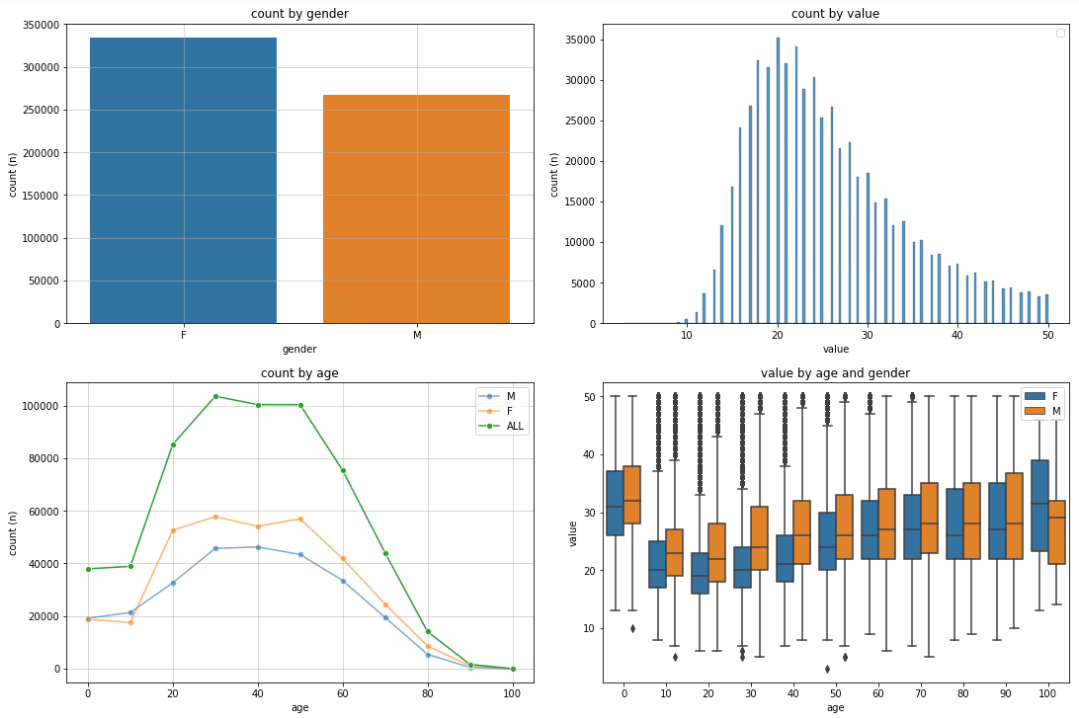 count by gender
350000
300000
250000
200000
150000
100000
50000
0
count (n)
F M
gender
count by value
35000
30000
25000
20000
15000
10000
5000
0
count (n)
10 20 30 40 50
value
count by age
100000
80000
60000
40000
20000
0
count (n)
M
F
ALL
0 20 40 60 80 100
age
value by age and gender
50
40
30
20
10
value
F
M
0 10 20 30 40 50 60 70 80 90 100
age